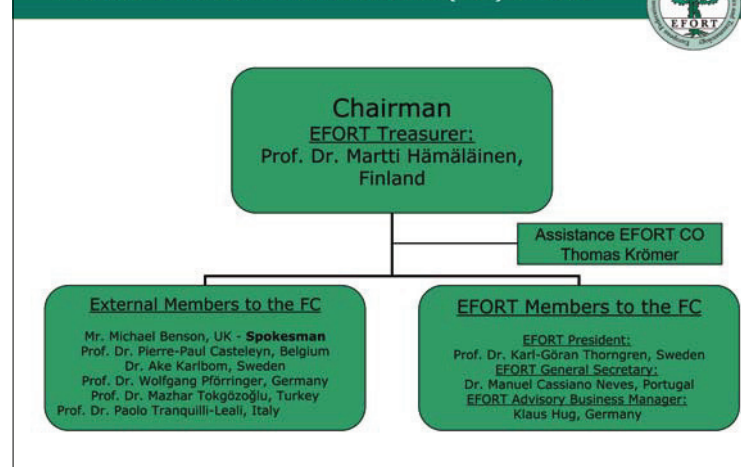 EFORT
Chairman
EFORT Treasurer:
Prof. Dr. Martti Hämäläinen,
Finland
Assistance EFORT CO
Thomas Krömer
External Members to the FC
Mr. Michael Benson, UK - Spokesman
Prof. Dr. Pierre-Paul Casteleyn, Belgium
Dr. Ake Karlbom, Sweden
Prof. Dr. Wolfgang Pförringer, Germany
Prof. Dr. Mazhar Tokgözoğlu, Turkey
Prof. Dr. Paolo Tranquilli-Leali, Italy
EFORT Members to the FC
EFORT President:
Prof. Dr. Karl-Göran Thorngren, Sweden
EFORT General Secretary:
Dr. Manuel Cassiano Neves, Portugal
EFORT Advisory Business Manager:
Klaus Hug, Germany